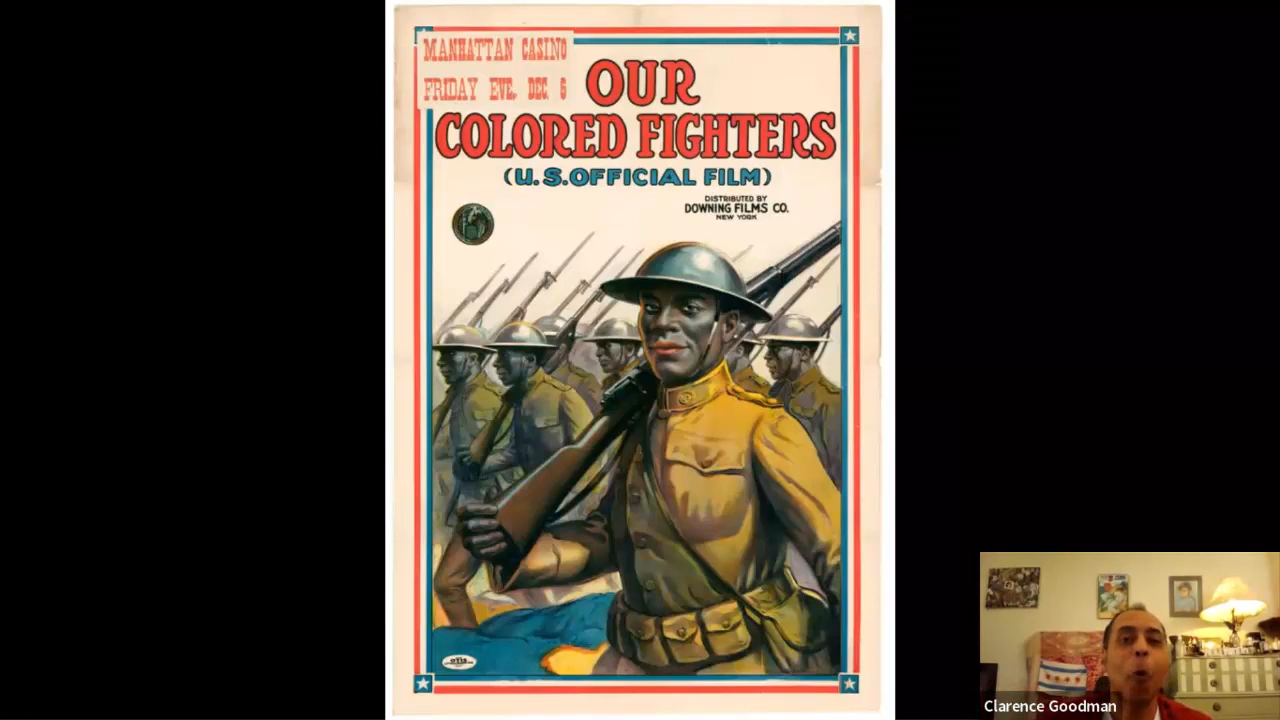 MANHATTAN CASINO
FRIDAY EVE. DEC. 6
OUR
COLORED FIGHTERS
(U.S.OFFICIAL FILM)
DISTRIBUTED BY
DOWNING FILMS CO.
NEW YORK
OTIS
Clarence Goodman